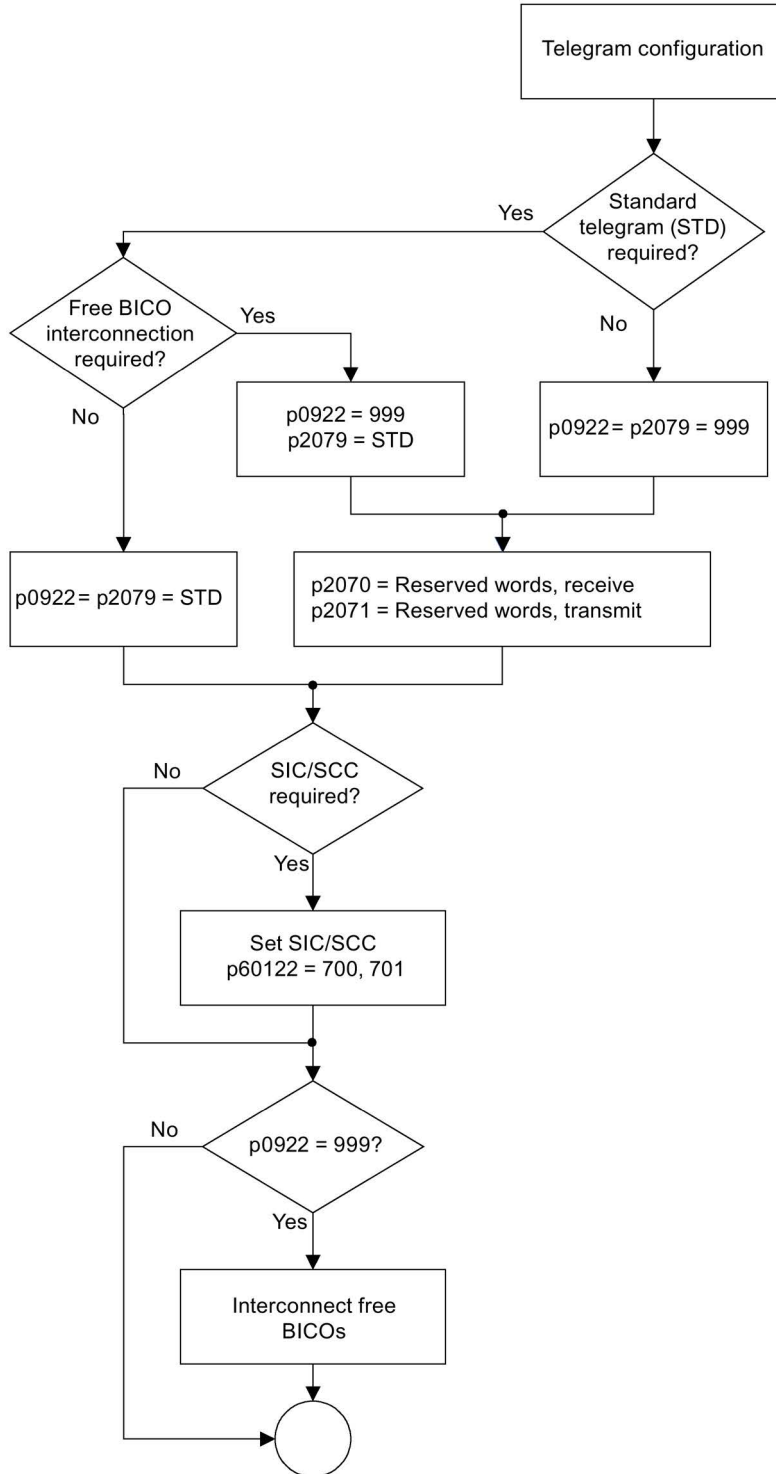 Telegram configuration
Standard
telegram (STD)
required?
Yes
No
Free BICO
interconnection
required?
Yes
No
p0922 = 999
p2079 = STD
p0922 = p2079 = 999
p0922 = p2079 = STD
p2070 = Reserved words, receive
p2071 = Reserved words, transmit
SIC/SCC
required?
No
Yes
Set SIC/SCC
p60122 = 700, 701
p0922 = 999?
No
Yes
Interconnect free
BICOs